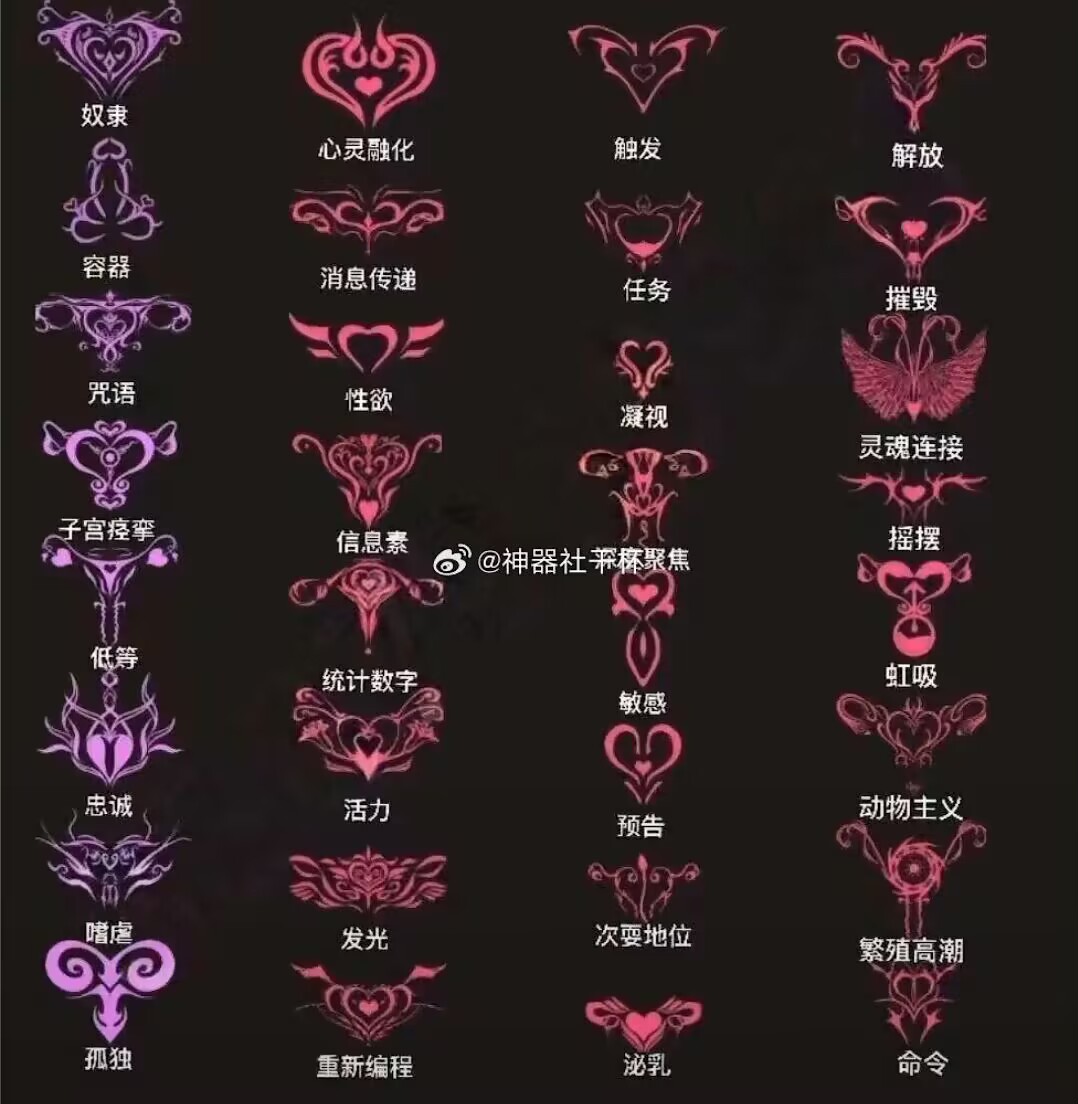 奴隶
心灵融化
触发
解放
容器
消息传递
任务
摧毁
咒语
性欲
凝视
灵魂连接
子宫痉挛
信息素
@神器社干杯
深杯聚焦
摇摆
低等
统计数字
敏感
虹吸
忠诚
活力
预告
动物主义
嗜虐
发光
次要地位
繁殖高潮
孤独
重新编程
泌乳
命令